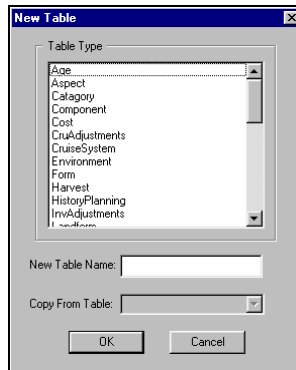 New Table
Table Type
Age
Aspect
Catagory
Component
Cost
CruAdjustments
CruiseSystem
Environment
Form
Harvest
HistoryPlanning
InvAdjustments
Landform
New Table Name:
Copy From Table:
OK
Cancel